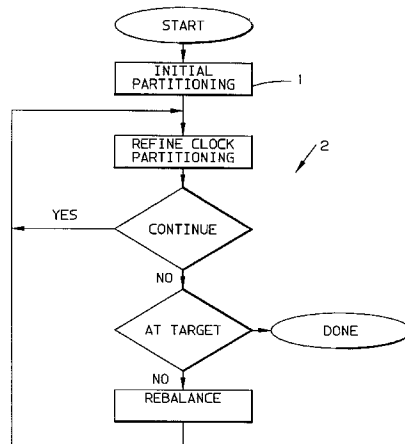 START
INITIAL
PARTITIONING
1
REFINE CLOCK
PARTITIONING
2
YES
CONTINUE
NO
AT TARGET
DONE
NO
REBALANCE